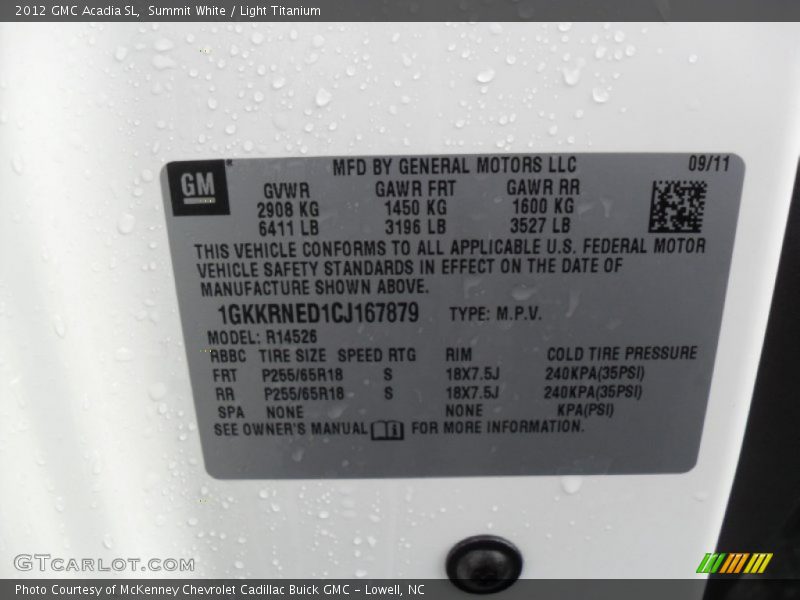 2012 GMC Acadia SL, Summit White / Light Titanium
GM
MFD BY GENERAL MOTORS LLC 09/11
GVWR GAWR FRT GAWR RR
2908 KG 1450 KG 1600 KG
6411 LB 3196 LB 3527 LB
THIS VEHICLE CONFORMS TO ALL APPLICABLE U.S. FEDERAL MOTOR
VEHICLE SAFETY STANDARDS IN EFFECT ON THE DATE OF
MANUFACTURE SHOWN ABOVE.
1GKKRNED1CJ167879 TYPE: M.P.V.
MODEL: R14526
RBBC TIRE SIZE SPEED RTG RIM COLD TIRE PRESSURE
FRT P255/65R18 S 18X7.5J 240KPA(35PSI)
RR P255/65R18 S 18X7.5J 240KPA(35PSI)
SPA NONE NONE KPA(PSI)
SEE OWNER'S MANUAL FOR MORE INFORMATION.
GTCARLOT.COM
Photo Courtesy of McKenney Chevrolet Cadillac Buick GMC - Lowell, NC